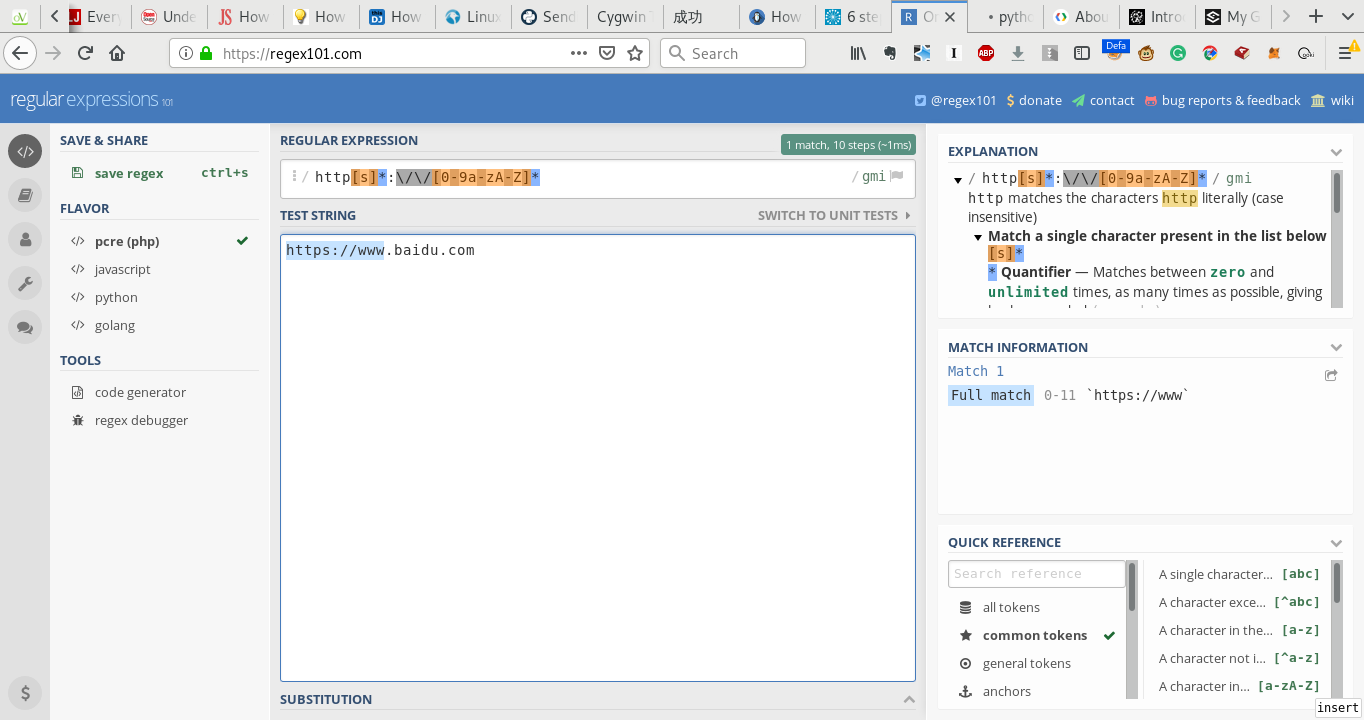 Every
Unde
How
How
How
Linux
Send
Cygwin T
成功
How
6 ste
pyth
Abou
Intro
My G
https://regex101.com
Search
ABP
Defa
regular expressions 101
@regex101
donate
contact
bug reports & feedback
wiki
SAVE & SHARE
save regex ctrl+s
FLAVOR
pcre (php)
javascript
python
golang
TOOLS
code generator
regex debugger
REGULAR EXPRESSION
1 match, 10 steps (~1ms)
/ http[s]*:\/\/[0-9a-zA-Z]* / gmi
TEST STRING
SWITCH TO UNIT TESTS
https://www.baidu.com
SUBSTITUTION
EXPLANATION
/ http[s]*:\/\/[0-9a-zA-Z]* / gmi
http matches the characters http literally (case
insensitive)
Match a single character present in the list below
[s]*
* Quantifier — Matches between zero and
unlimited times, as many times as possible, giving
MATCH INFORMATION
Match 1
Full match 0-11 `https://www`
QUICK REFERENCE
Search reference
all tokens
common tokens
general tokens
anchors
A single character... [abc]
A character exce... [^abc]
A character in the... [a-z]
A character not i... [^a-z]
A character in... [a-zA-Z]
insert